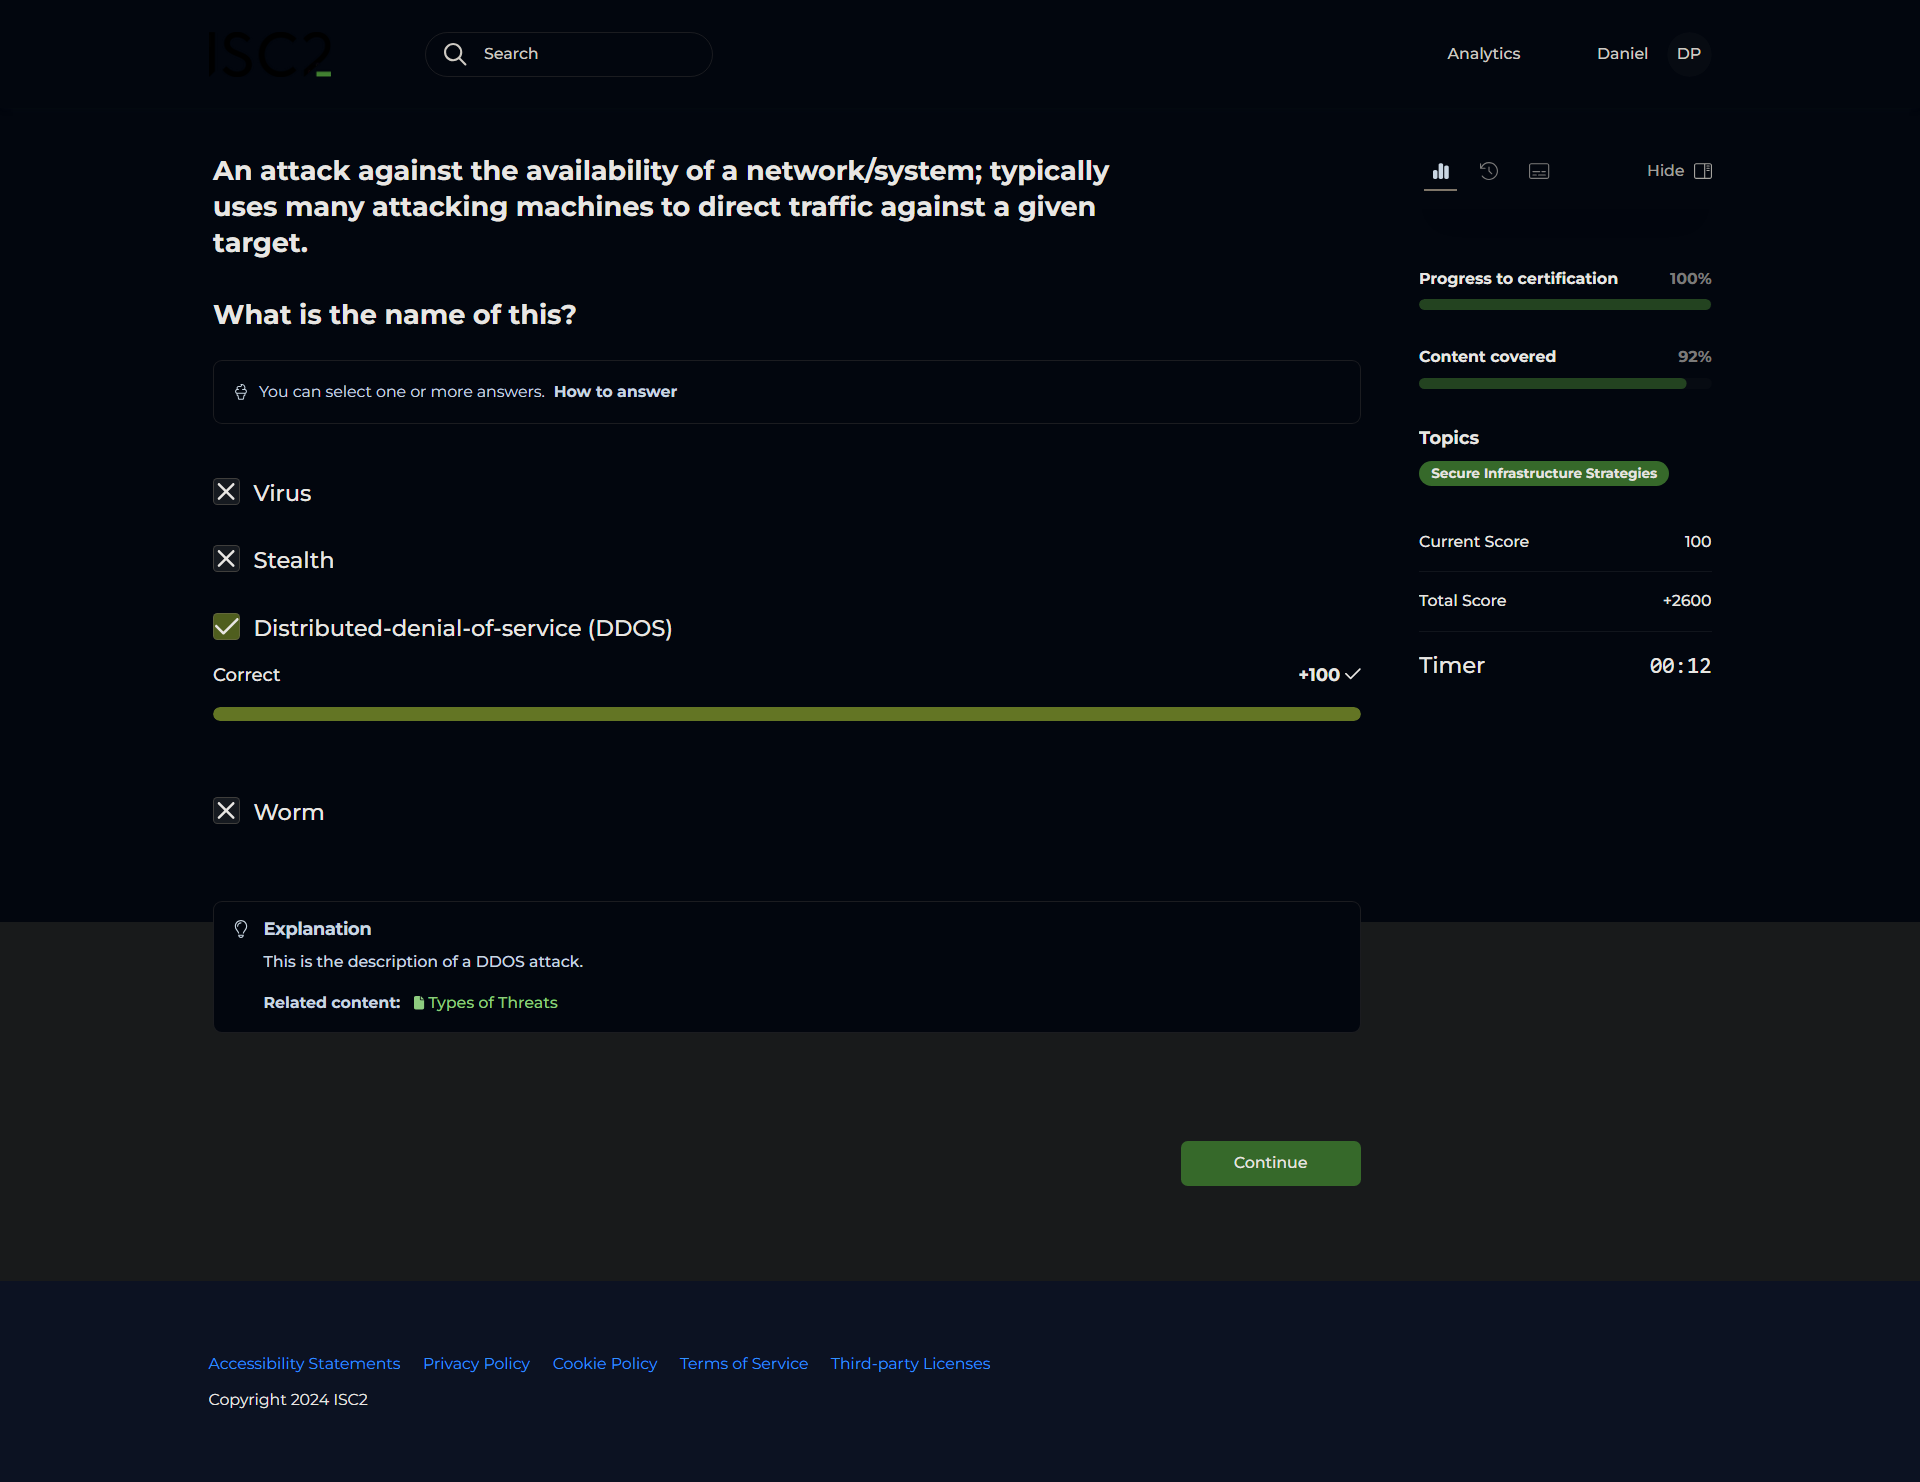 ISC2
Search
Analytics
Daniel
DP
An attack against the availability of a network/system; typically
uses many attacking machines to direct traffic against a given
target.
What is the name of this?
You can select one or more answers. How to answer
Virus
Stealth
Distributed-denial-of-service (DDOS)
Correct
+100
Worm
Explanation
This is the description of a DDOS attack.
Related content: Types of Threats
Continue
Hide
Progress to certification 100%
Content covered 92%
Topics
Secure Infrastructure Strategies
Current Score 100
Total Score +2600
Timer 00:12
Accessibility Statements Privacy Policy Cookie Policy Terms of Service Third-party Licenses
Copyright 2024 ISC2